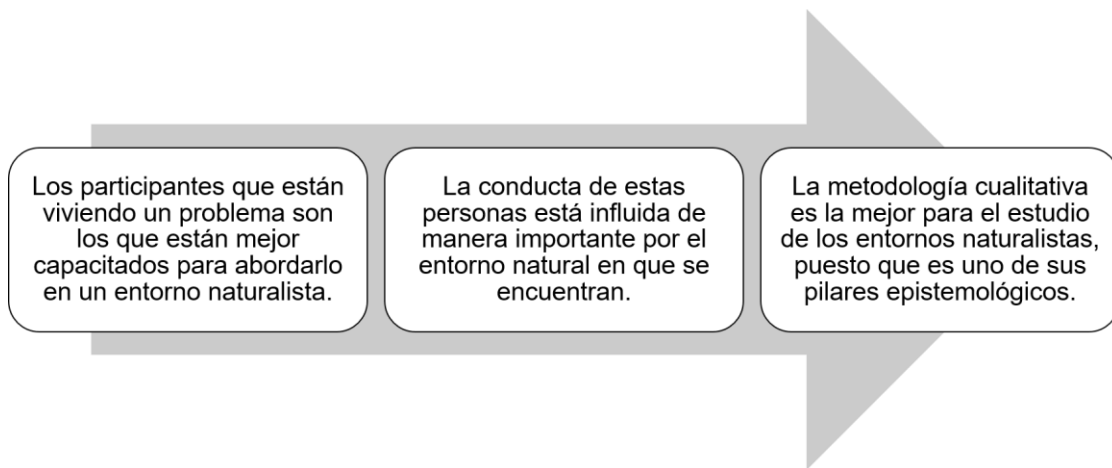 Los participantes que están
viviendo un problema son
los que están mejor
capacitados para abordarlo
en un entorno naturalista.
La conducta de estas
personas está influida de
manera importante por el
entorno natural en que se
encuentran.
La metodología cualitativa
es la mejor para el estudio
de los entornos naturalistas,
puesto que es uno de sus
pilares epistemológicos.